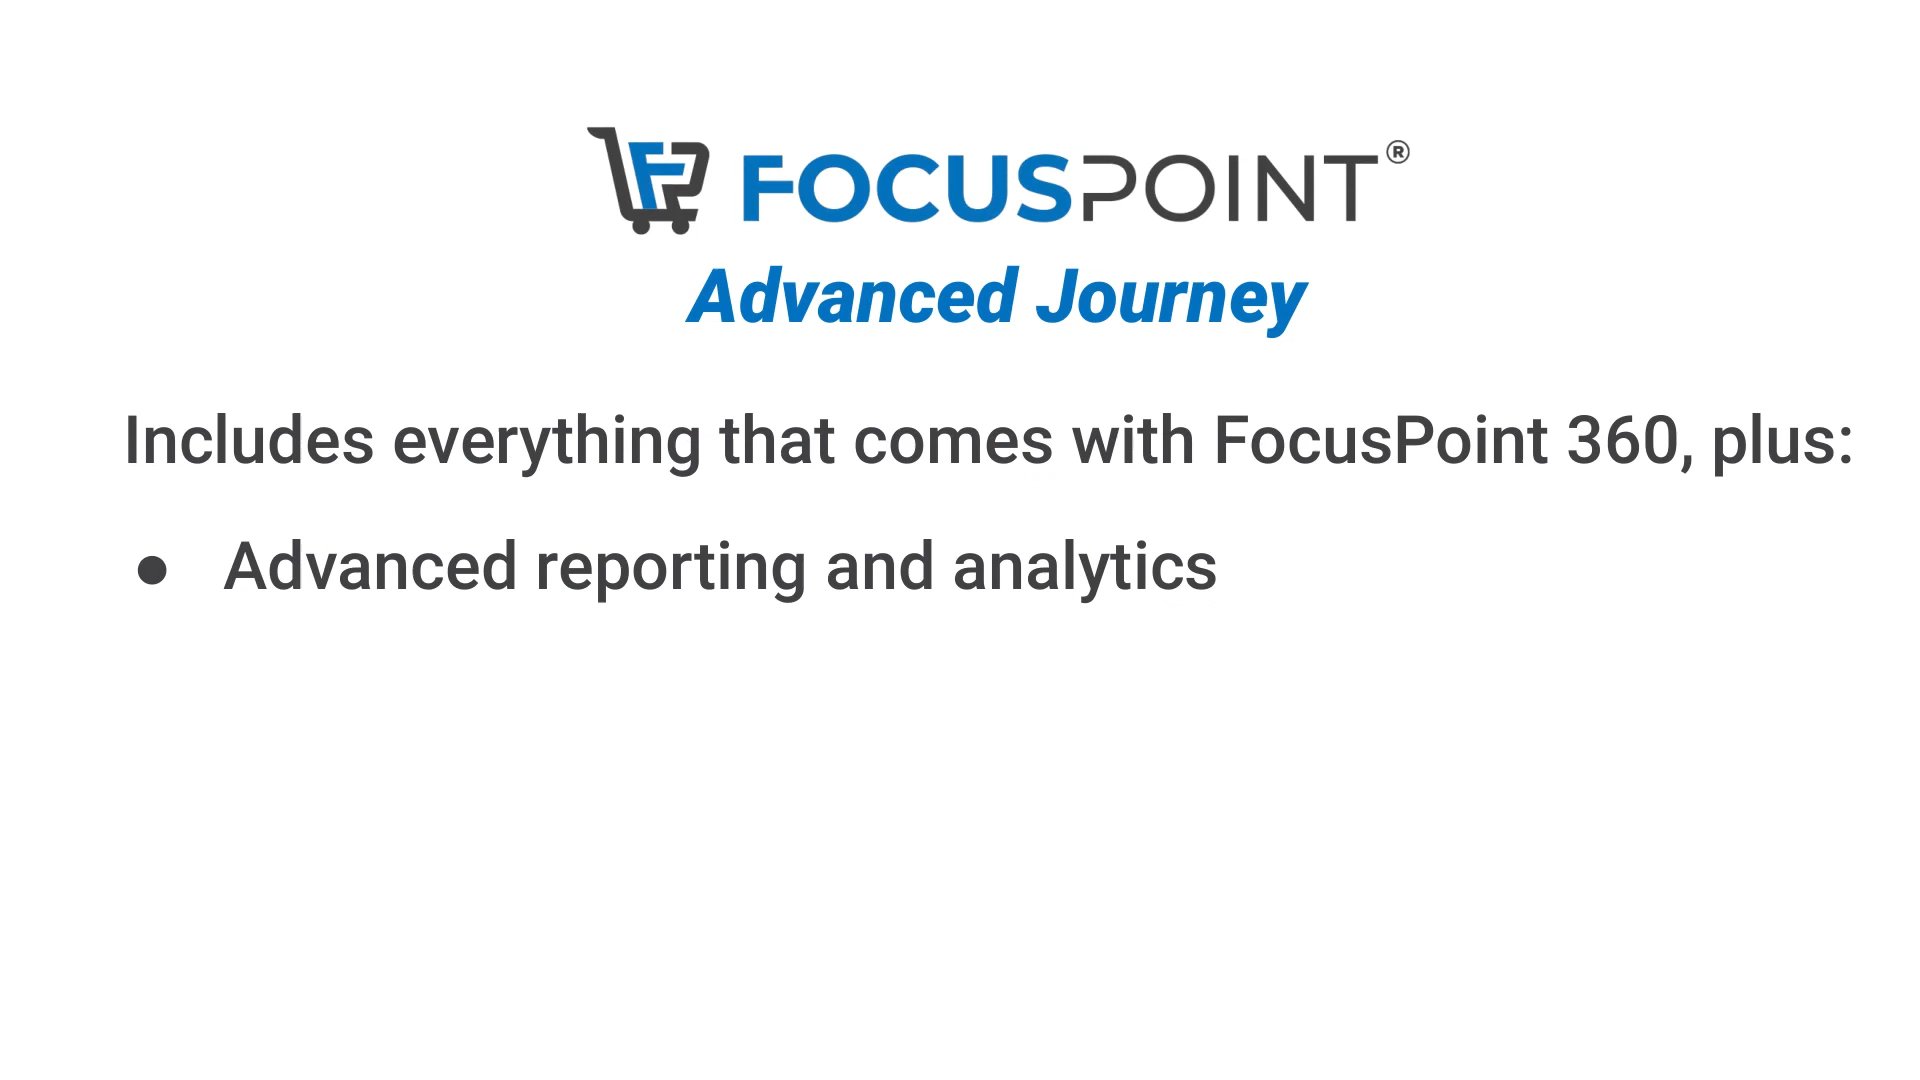 FOCUSPOINT®
Advanced Journey
Includes everything that comes with FocusPoint 360, plus:
● Advanced reporting and analytics